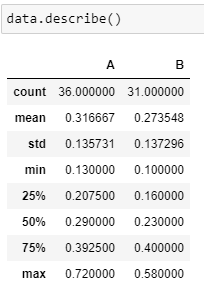 data.describe()
A B
count 36.000000 31.000000
mean 0.316667 0.273548
std 0.135731 0.137296
min 0.130000 0.100000
25% 0.207500 0.160000
50% 0.290000 0.230000
75% 0.392500 0.400000
max 0.720000 0.580000